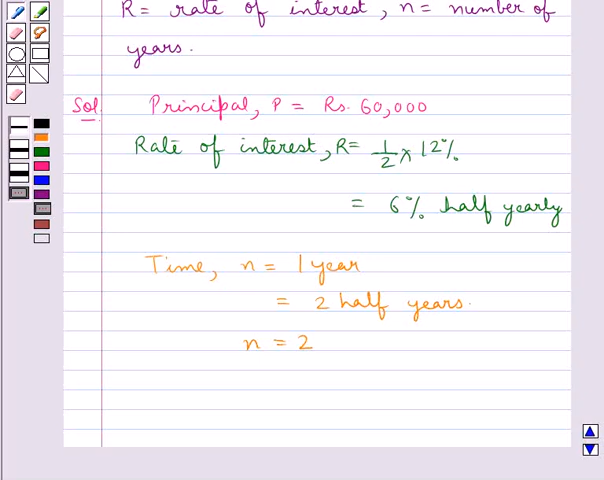 R = rate of interest, n = number of
years.
Sol. Principal, P = Rs. 60,000
Rate of interest, R = 1/2 x 12%
= 6% half yearly
Time, n = 1 year
= 2 half years.
n = 2